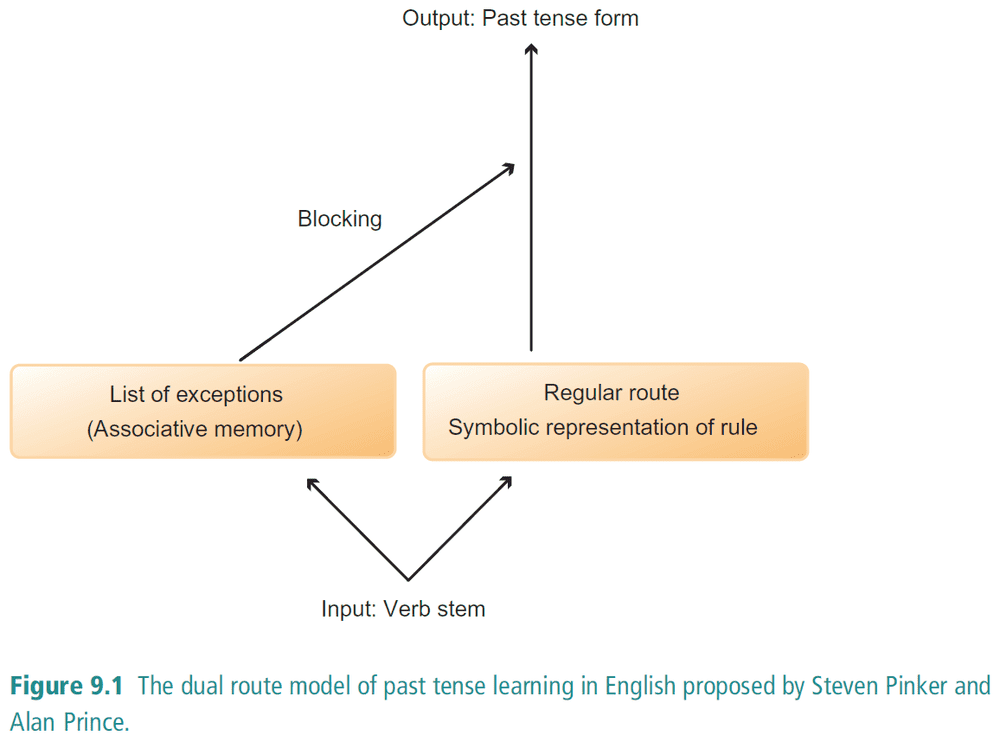 Output: Past tense form
Blocking
List of exceptions
(Associative memory)
Regular route
Symbolic representation of rule
Input: Verb stem
Figure 9.1 The dual route model of past tense learning in English proposed by Steven Pinker and
Alan Prince.